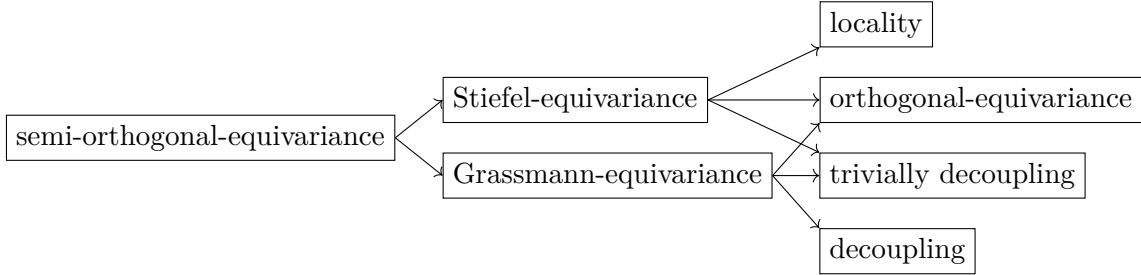 locality
Stiefel-equivariance
orthogonal-equivariance
semi-orthogonal-equivariance
Grassmann-equivariance
trivially decoupling
decoupling